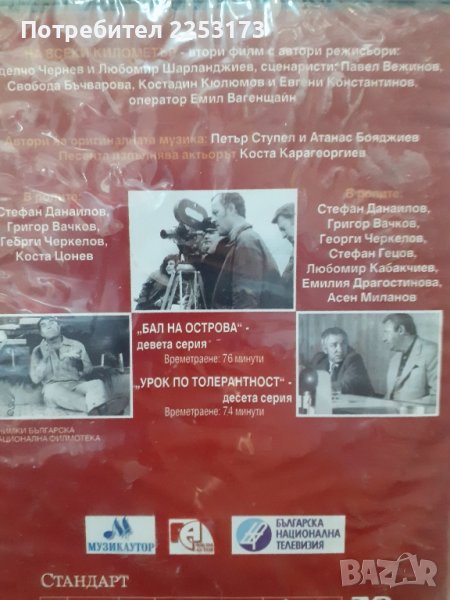 Потребител 2253173
НА ВСЕКИ КИЛОМЕТЪР - втори филм с автори режисьори:
делчо Чернев и Любомир Шарланджиев, сценаристи: Павел Вежинов,
Свобода Бъчварова, Костадин Кюлюмов и Евгени Константинов,
оператор Емил Вагенщайн
Автори на оригиналната музика: Петър Ступел и Атанас Бояджиев
Песента изпълнява актьорът Коста Карагеоргиев
В ролите:
Стефан Данаилов,
Григор Вачков,
Георги Черкелов,
Коста Цонев
В ролите:
Стефан Данаилов,
Григор Вачков,
Георги Черкелов,
Стефан Гецов,
Любомир Кабакчиев,
Емилия Драгостинова,
Асен Миланов
„БАЛ НА ОСТРОВА“ -
девета серия
Времетраене: 76 минути
„УРОК ПО ТОЛЕРАНТНОСТ“ -
десета серия
Времетраене: 74 минути
НИМКИ БЪЛГАРСКА
АЦИОНАЛНА ФИЛМОТЕКА
МУЗИКАУТОР
БЪЛГАРСКА
НАЦИОНАЛНА
ТЕЛЕВИЗИЯ
СТАНДАРТ
BAZAR